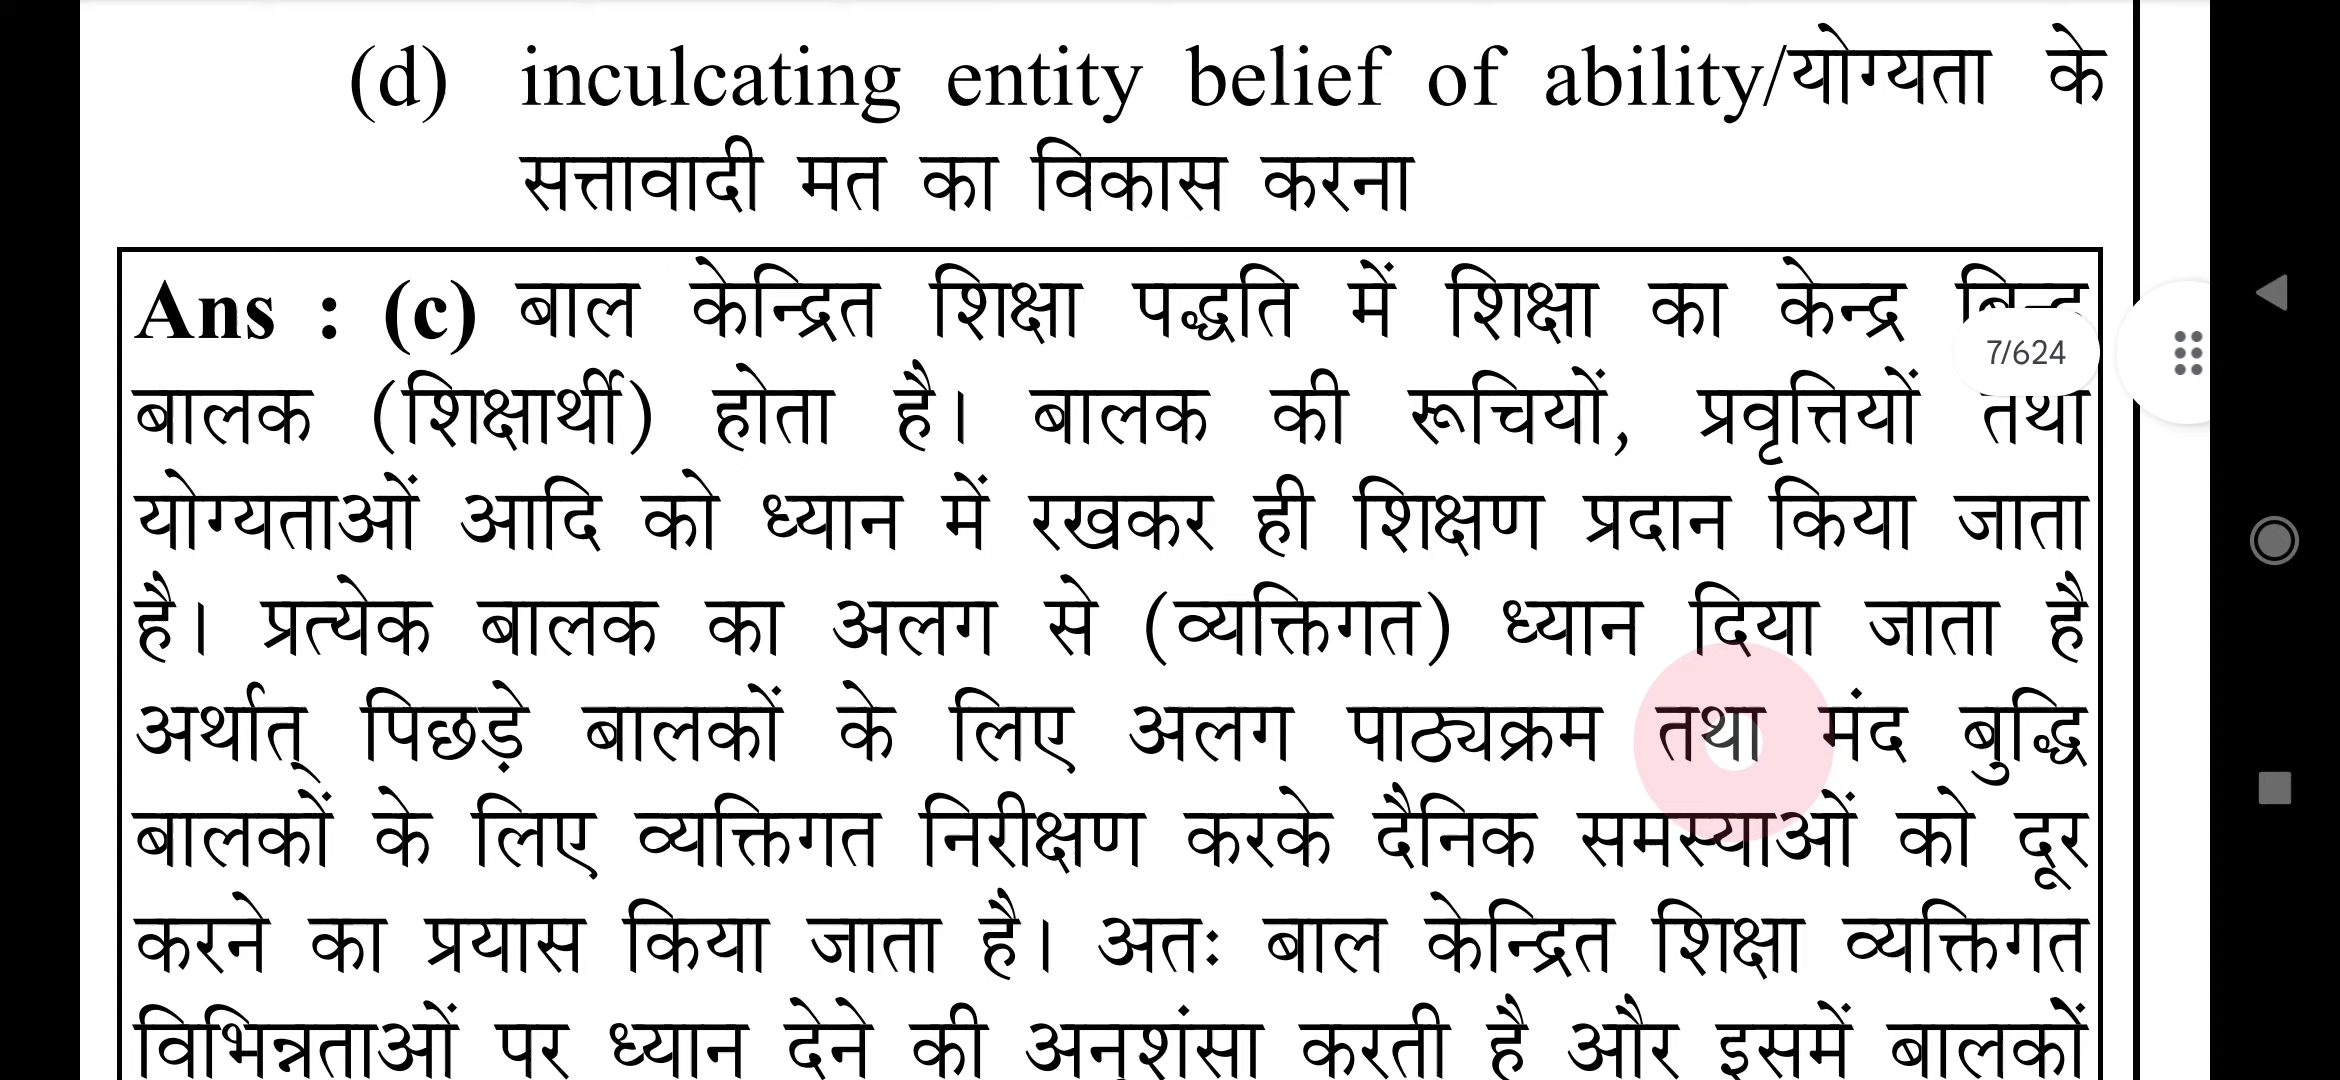 (d) inculcating entity belief of ability/योग्यता के
सत्तावादी मत का विकास करना
Ans : (c) बाल केन्द्रित शिक्षा पद्धति में शिक्षा का केन्द्र
7/624
बालक (शिक्षार्थी) होता है। बालक की रूचियों, प्रवृत्तियों तथा
योग्यताओं आदि को ध्यान में रखकर ही शिक्षण प्रदान किया जाता
है। प्रत्येक बालक का अलग से (व्यक्तिगत) ध्यान दिया जाता है
अर्थात् पिछड़े बालकों के लिए अलग पाठ्यक्रम तथा मंद बुद्धि
बालकों के लिए व्यक्तिगत निरीक्षण करके दैनिक समस्याओं को दूर
करने का प्रयास किया जाता है। अतः बाल केन्द्रित शिक्षा व्यक्तिगत
विभिन्नताओं पर ध्यान देने की अनुशंसा करती है और इसमें बालकों